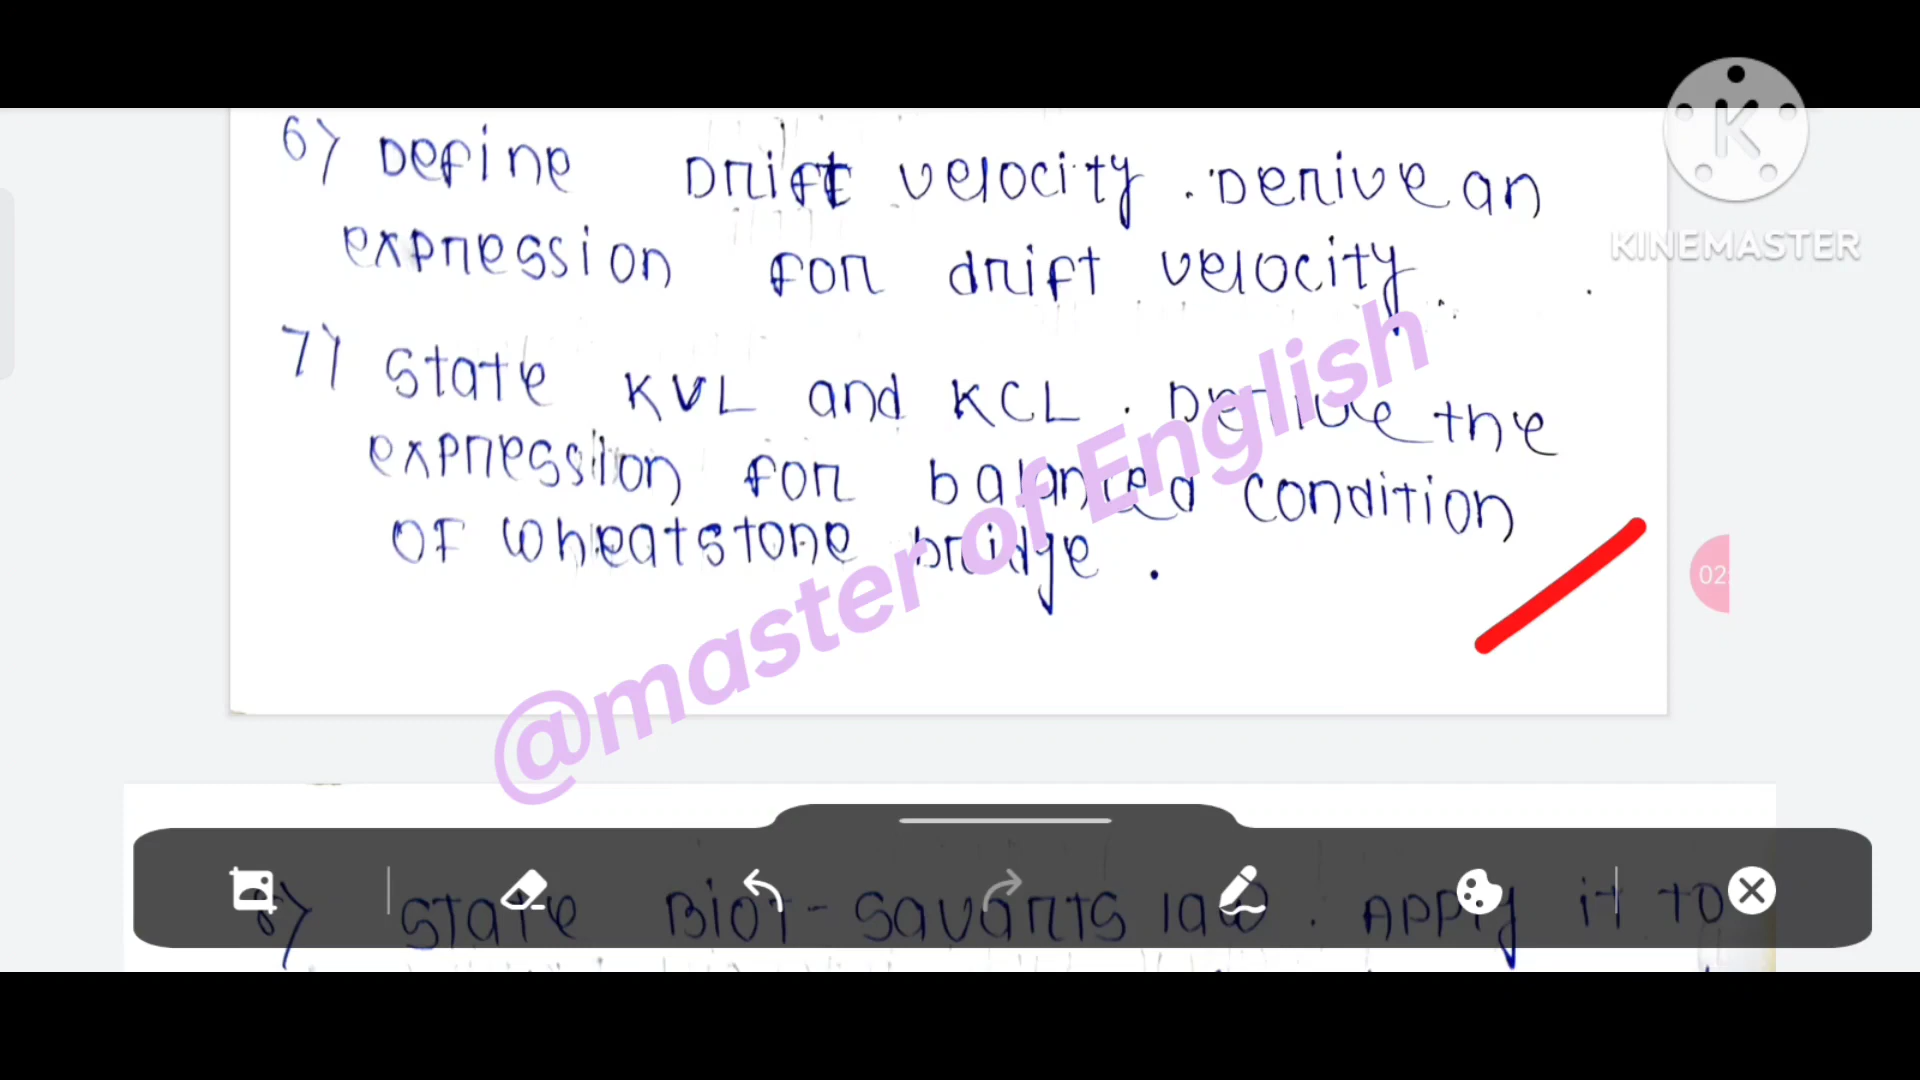 6) Define Drift velocity. Derive an
KINEMASTER
expression for drift velocity.
7) State KVL and KCL. Derive the
expression for balanced condition
of wheatstone bridge.
@master of English
02:
8) State Biot-Savarts law. Apply it to